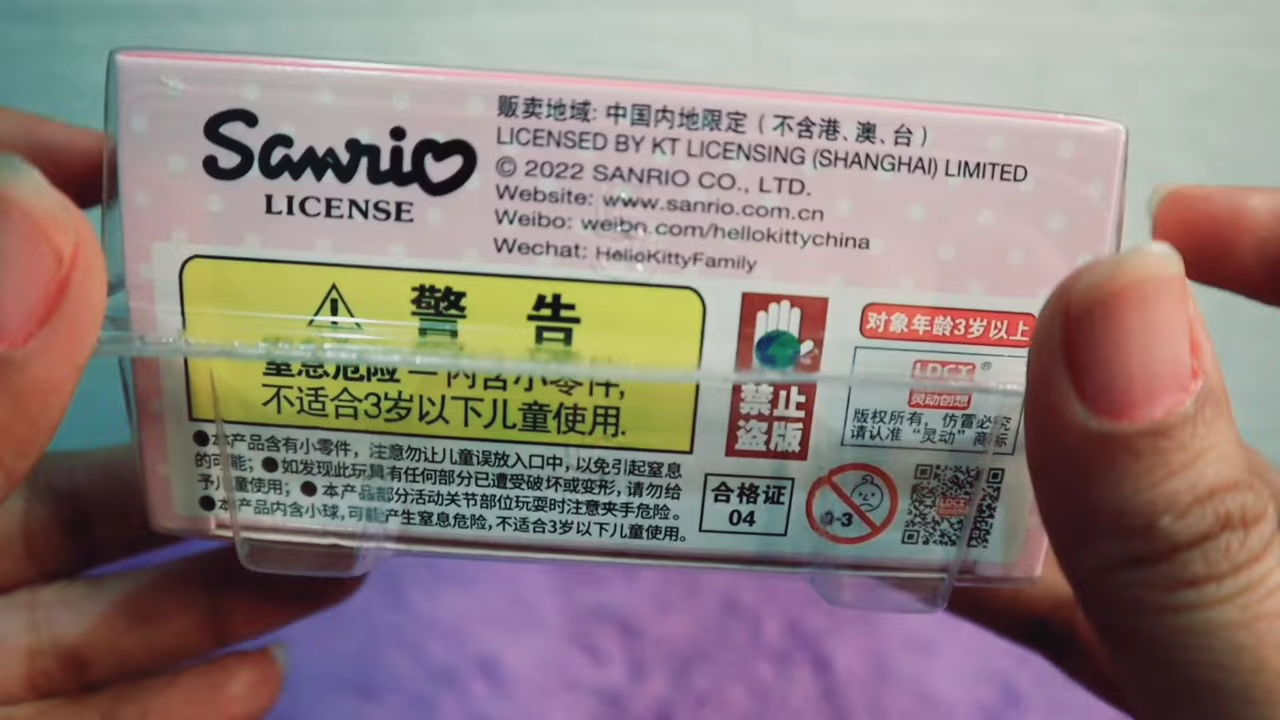 Sanrio
LICENSE
贩卖地域: 中国内地限定 ( 不含港、澳、台 )
LICENSED BY KT LICENSING (SHANGHAI) LIMITED
© 2022 SANRIO CO., LTD.
Website: www.sanrio.com.cn
Weibo: weibo.com/hellokittychina
Wechat: HelloKittyFamily
警 告
窒息危险 — 内含小零件,
不适合3岁以下儿童使用.
●本产品含有小零件，注意勿让儿童误放入口中，以免引起窒息
的可能；●如发现此玩具有任何部分已遭受破坏或变形，请勿给
予儿童使用；●本产品部分活动关节部位玩耍时注意夹手危险。
●本产品内含小球，可能产生窒息危险，不适合3岁以下儿童使用。
禁止
盗版
合格证
04
对象年龄3岁以上
LDCX®
灵动创想
版权所有，仿冒必究
请认准“灵动”商标
0-3